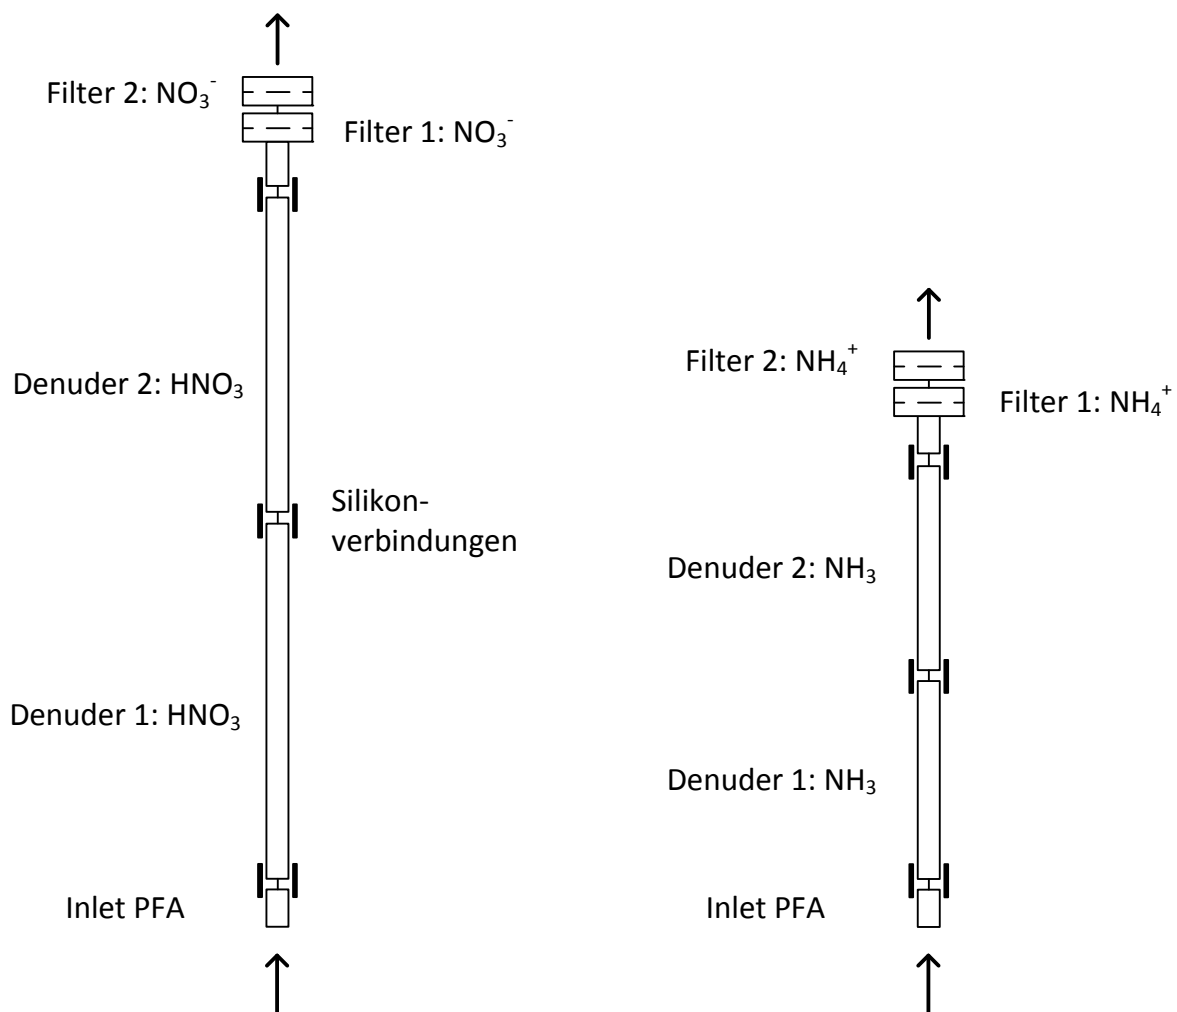 Filter 2: NO₃⁻
Filter 1: NO₃⁻
Denuder 2: HNO₃
Silikon-
verbindungen
Denuder 1: HNO₃
Inlet PFA
Filter 2: NH₄⁺
Filter 1: NH₄⁺
Denuder 2: NH₃
Denuder 1: NH₃
Inlet PFA